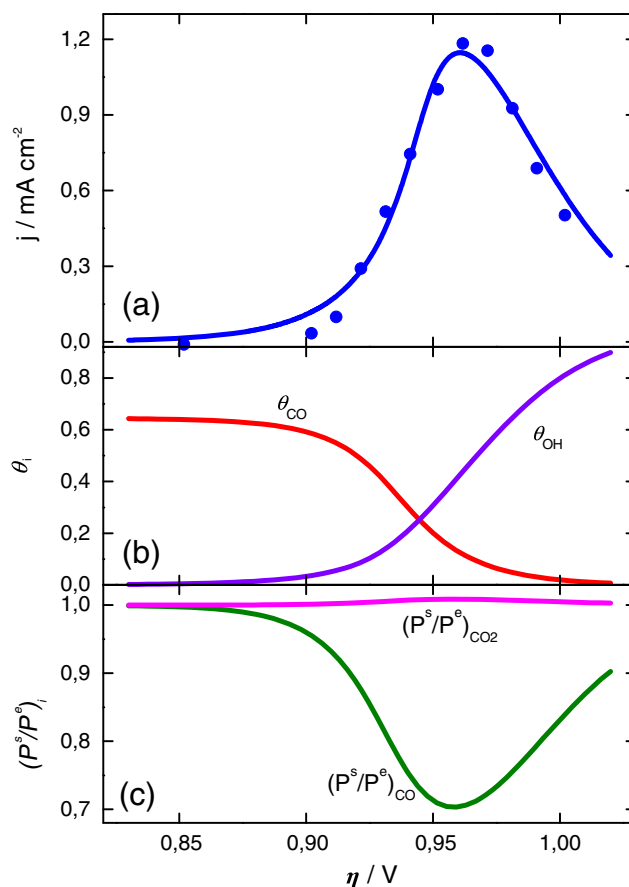 1,2
0,9
0,6
0,3
0,0
j / mA cm⁻²
(a)
0,8
0,6
0,4
0,2
0,0
θi
θCO
θOH
(b)
1,0
0,9
0,8
0,7
(Pˢ/Pᵉ)i
(Pˢ/Pᵉ)CO2
(Pˢ/Pᵉ)CO
(c)
0,85 0,90 0,95 1,00
η / V